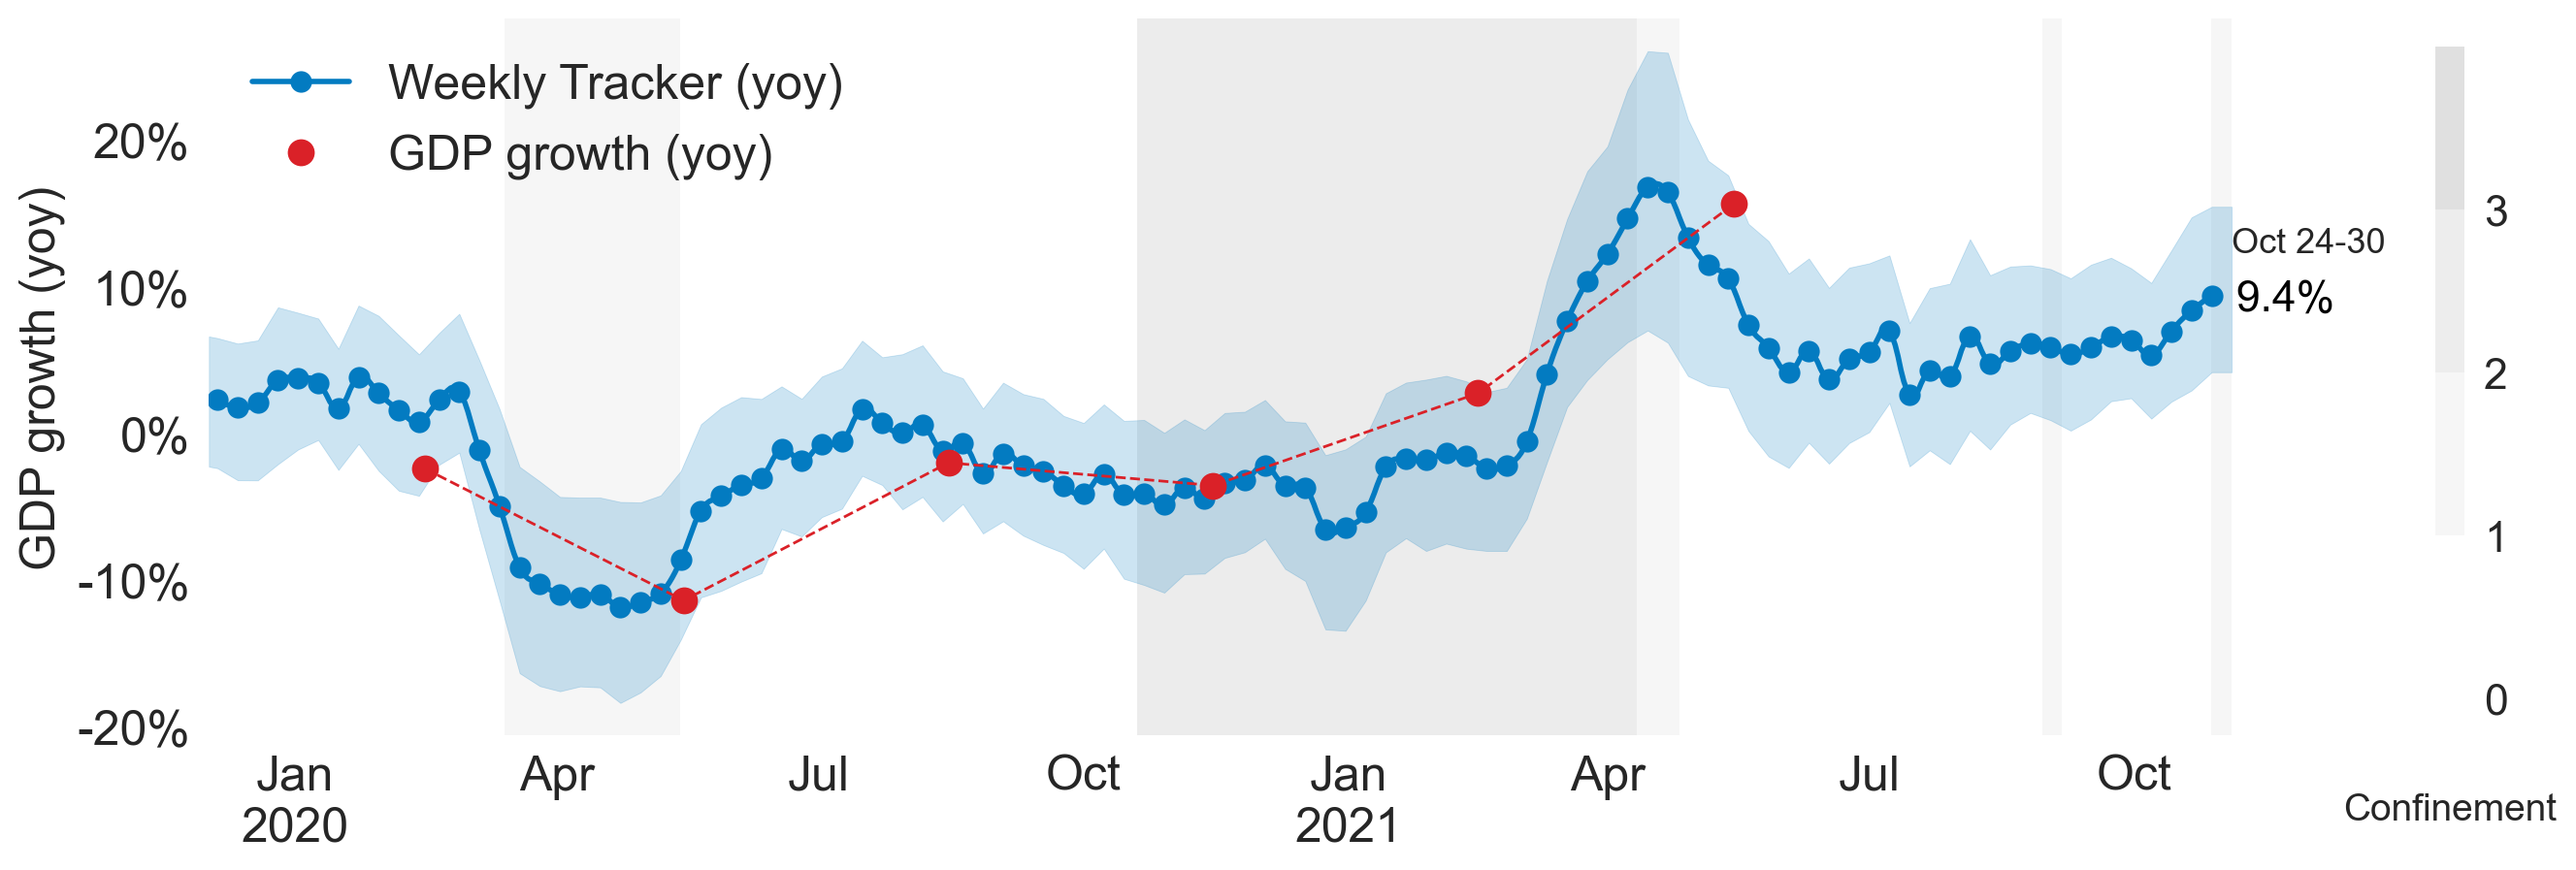 Weekly Tracker (yoy)
GDP growth (yoy)
GDP growth (yoy)
20%
10%
0%
-10%
-20%
Jan
2020
Apr
Jul
Oct
Jan
2021
Apr
Jul
Oct
Oct 24-30
9.4%
3
2
1
0
Confinement